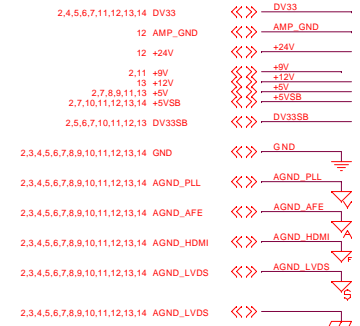 2,4,5,6,7,11,12,13,14 DV33 DV33
12 AMP_GND AMP_GND
12 +24V +24V
2,11 +9V +9V
13 +12V +12V
2,7,8,9,11,13 +5V +5V
2,7,10,11,12,13,14 +5VSB +5VSB
2,5,6,7,10,11,12,13 DV33SB DV33SB
2,3,4,5,6,7,8,9,10,11,12,13,14 GND GND
2,3,4,5,6,7,8,9,10,11,12,13,14 AGND_PLL AGND_PLL
2,3,4,5,6,7,8,9,10,11,12,13,14 AGND_AFE AGND_AFE
2,3,4,5,6,7,8,9,10,11,12,13,14 AGND_HDMI AGND_HDMI
2,3,4,5,6,7,8,9,10,11,12,13,14 AGND_LVDS AGND_LVDS
2,3,4,5,6,7,8,9,10,11,12,13,14 AGND_LVDS